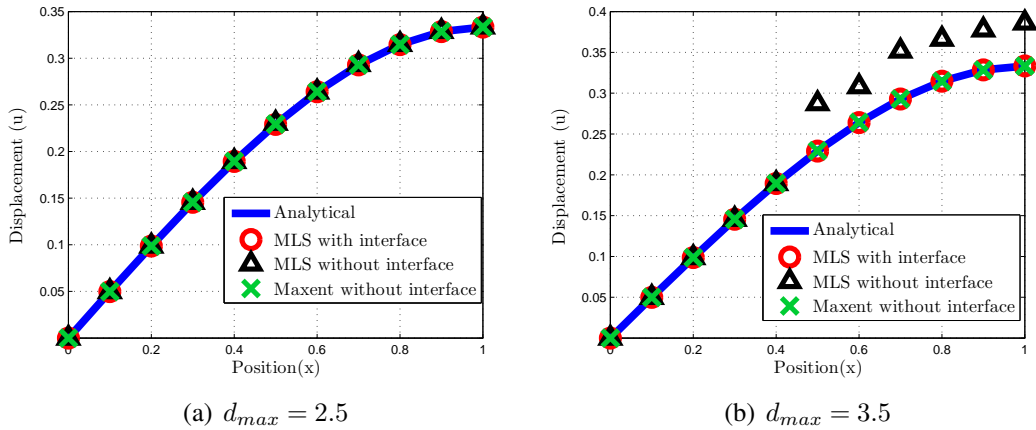 0.35
0.3
0.25
0.2
0.15
0.1
0.05
0
Displacement (u)
0 0.2 0.4 0.6 0.8 1
Position(x)
Analytical
MLS with interface
MLS without interface
Maxent without interface
(a) d_max = 2.5
0.4
0.35
0.3
0.25
0.2
0.15
0.1
0.05
0
Displacement (u)
0 0.2 0.4 0.6 0.8 1
Position(x)
Analytical
MLS with interface
MLS without interface
Maxent without interface
(b) d_max = 3.5